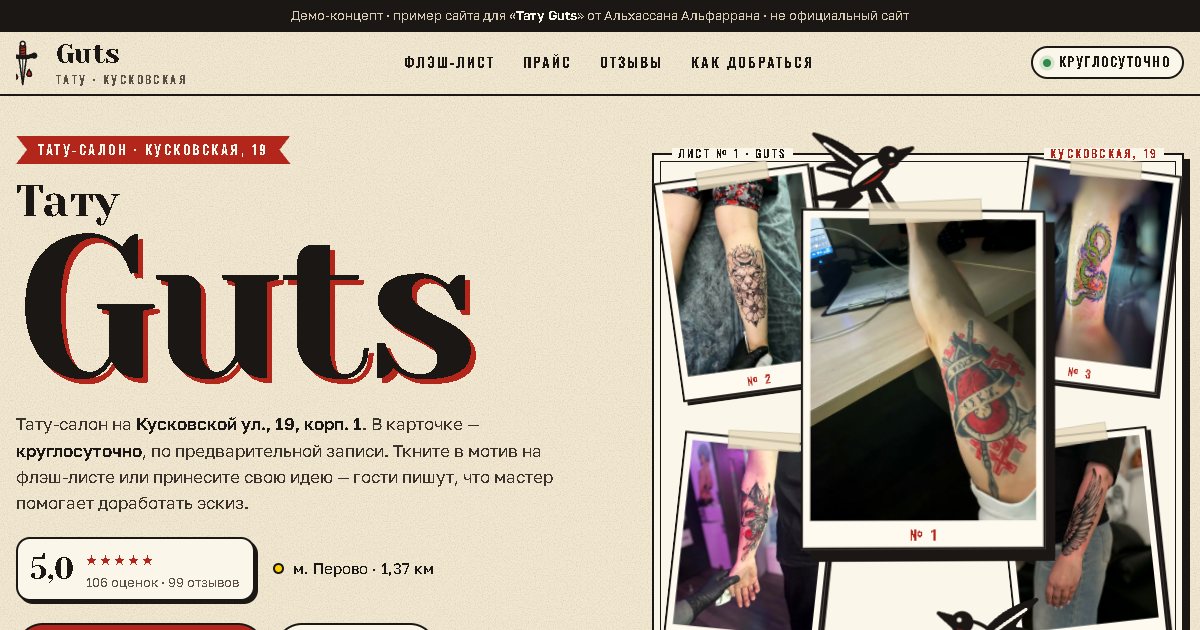 Демо-концепт · пример сайта для «Тату Guts» от Альхассана Альфаррана · не официальный сайт
Guts
ТАТУ · КУСКОВСКАЯ
ФЛЭШ-ЛИСТ ПРАЙС ОТЗЫВЫ КАК ДОБРАТЬСЯ
КРУГЛОСУТОЧНО
ТАТУ-САЛОН · КУСКОВСКАЯ, 19
Тату
Guts
Тату-салон на Кусковской ул., 19, корп. 1. В карточке —
круглосуточно, по предварительной записи. Ткните в мотив на
флэш-листе или принесите свою идею — гости пишут, что мастер
помогает доработать эскиз.
5,0
106 оценок · 99 отзывов
м. Перово · 1,37 км
ЛИСТ № 1 · GUTS
КУСКОВСКАЯ, 19
№ 2
№ 3
№ 1